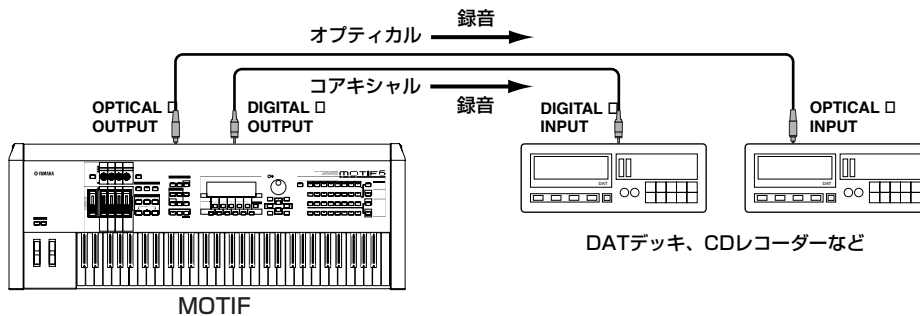 録音
オプティカル
コアキシャル
録音
OPTICAL □
OUTPUT
DIGITAL □
OUTPUT
DIGITAL □
INPUT
OPTICAL □
INPUT
YAMAHA
MOTIF6
DAT
DAT
DATデッキ、CDレコーダーなど
MOTIF